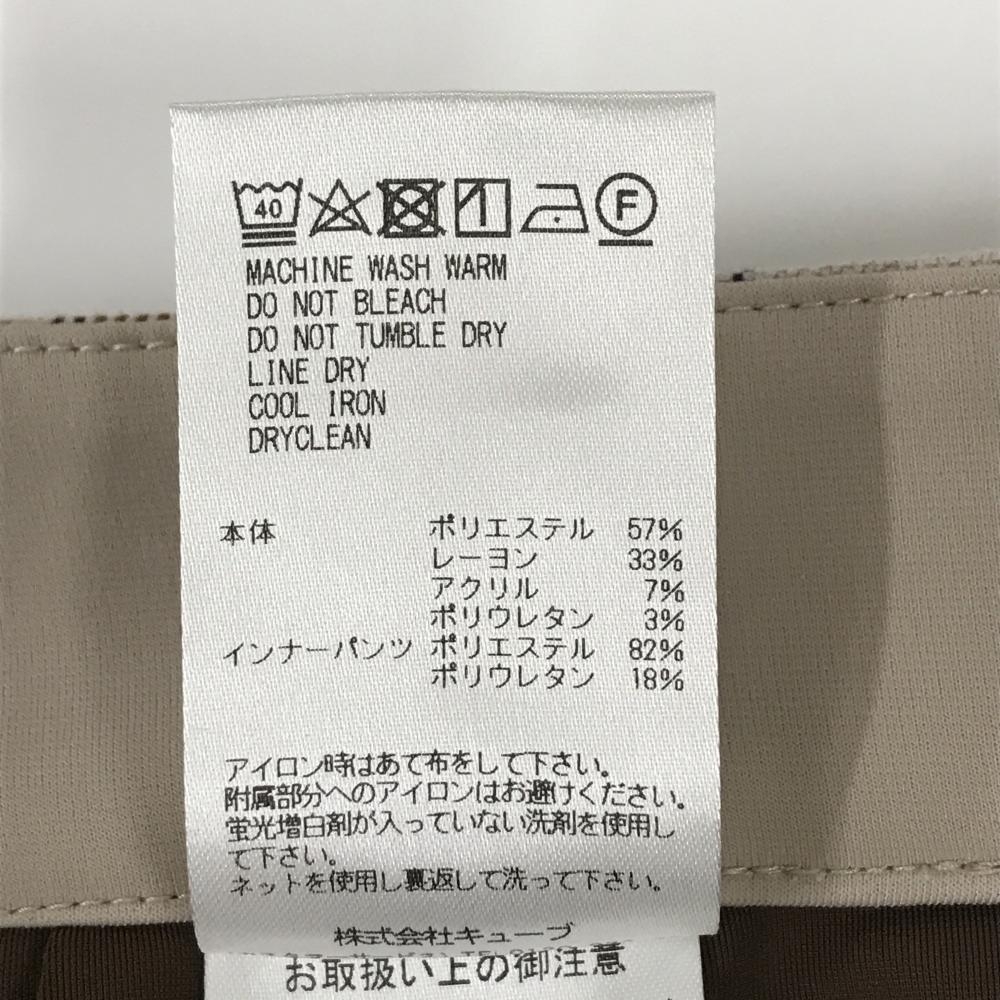 40 F
MACHINE WASH WARM
DO NOT BLEACH
DO NOT TUMBLE DRY
LINE DRY
COOL IRON
DRYCLEAN
本体 ポリエステル 57%
レーヨン 33%
アクリル 7%
ポリウレタン 3%
インナーパンツ ポリエステル 82%
ポリウレタン 18%
アイロン時はあて布をして下さい。
附属部分へのアイロンはお避けください。
蛍光増白剤が入っていない洗剤を使用し
て下さい。
ネットを使用し裏返して洗って下さい。
株式会社キューブ
お取扱い上の御注意